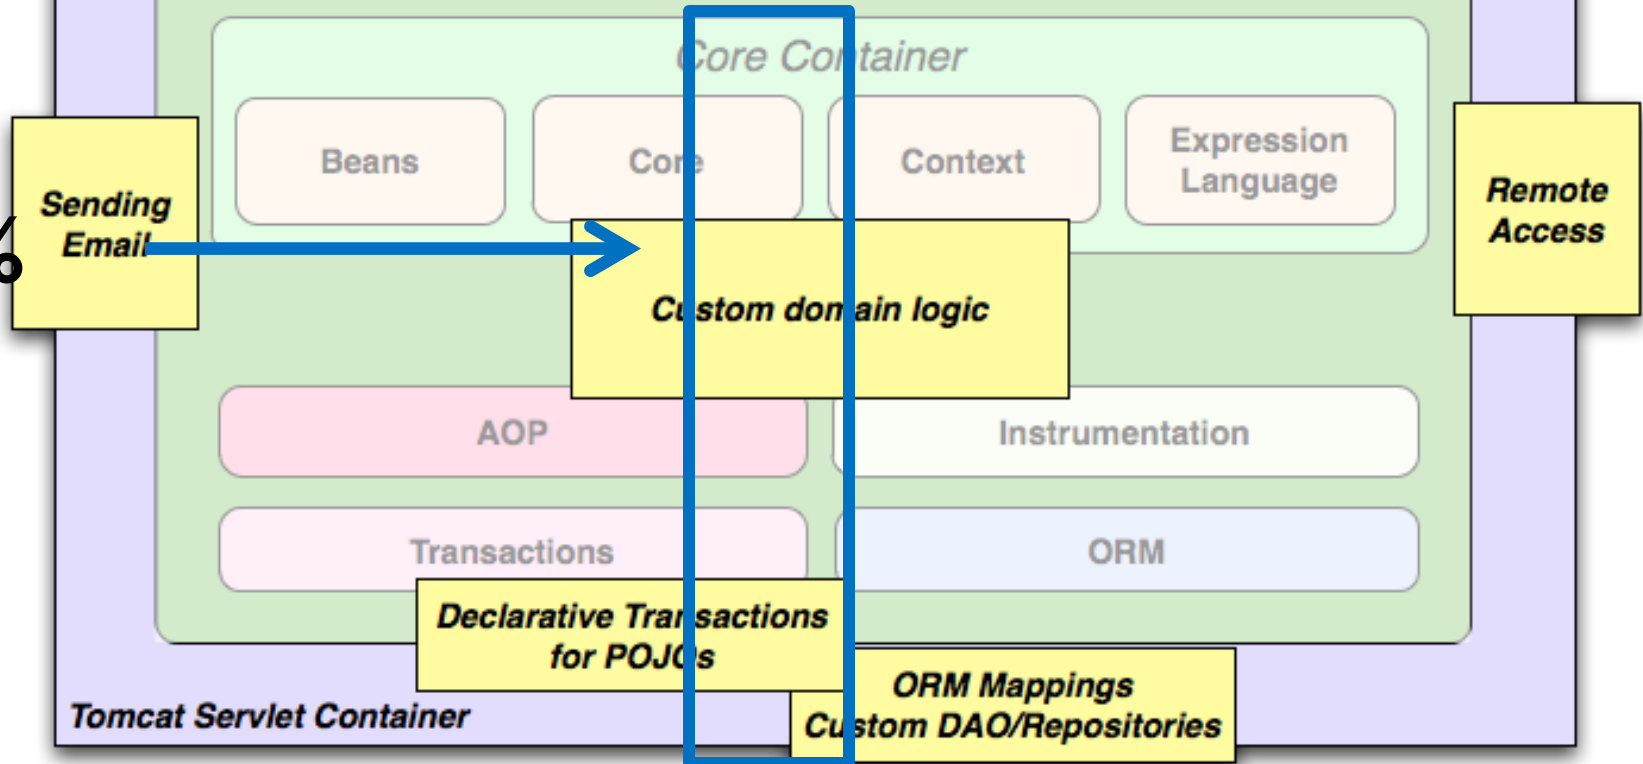 Core Container
Beans
Core
Context
Expression
Language
Sending
Email
Remote
Access
%
Custom domain logic
AOP
Instrumentation
Transactions
ORM
Declarative Transactions
for POJOs
ORM Mappings
Custom DAO/Repositories
Tomcat Servlet Container